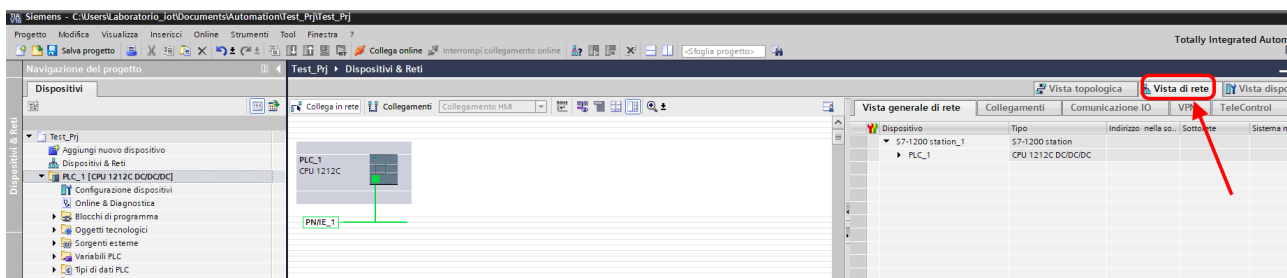 Siemens - C:\Users\Laboratorio_iot\Documents\Automation\Test_Prj\Test_Prj
Progetto Modifica Visualizza Inserisci Online Strumenti Tool Finestra ?
Salva progetto Collega online Interrompi collegamento online <Sfoglia progetto>
Totally Integrated Autom
Navigazione del progetto
Test_Prj ▸ Dispositivi & Reti
Dispositivi
Vista topologica Vista di rete Vista dispo
Collega in rete Collegamenti Collegamento HMI
Vista generale di rete Collegamenti Comunicazione IO VPN TeleControl
Dispositivi & Reti
Test_Prj
Aggiungi nuovo dispositivo
Dispositivi & Reti
PLC_1 [CPU 1212C DC/DC/DC]
Configurazione dispositivi
Online & Diagnostica
Blocchi di programma
Oggetti tecnologici
Sorgenti esterne
Variabili PLC
Tipi di dati PLC
PLC_1
CPU 1212C
PN/IE_1
Dispositivo Tipo Indirizzo nella so.. Sottorete Sistema m
S7-1200 station_1 S7-1200 station
PLC_1 CPU 1212C DC/DC/DC